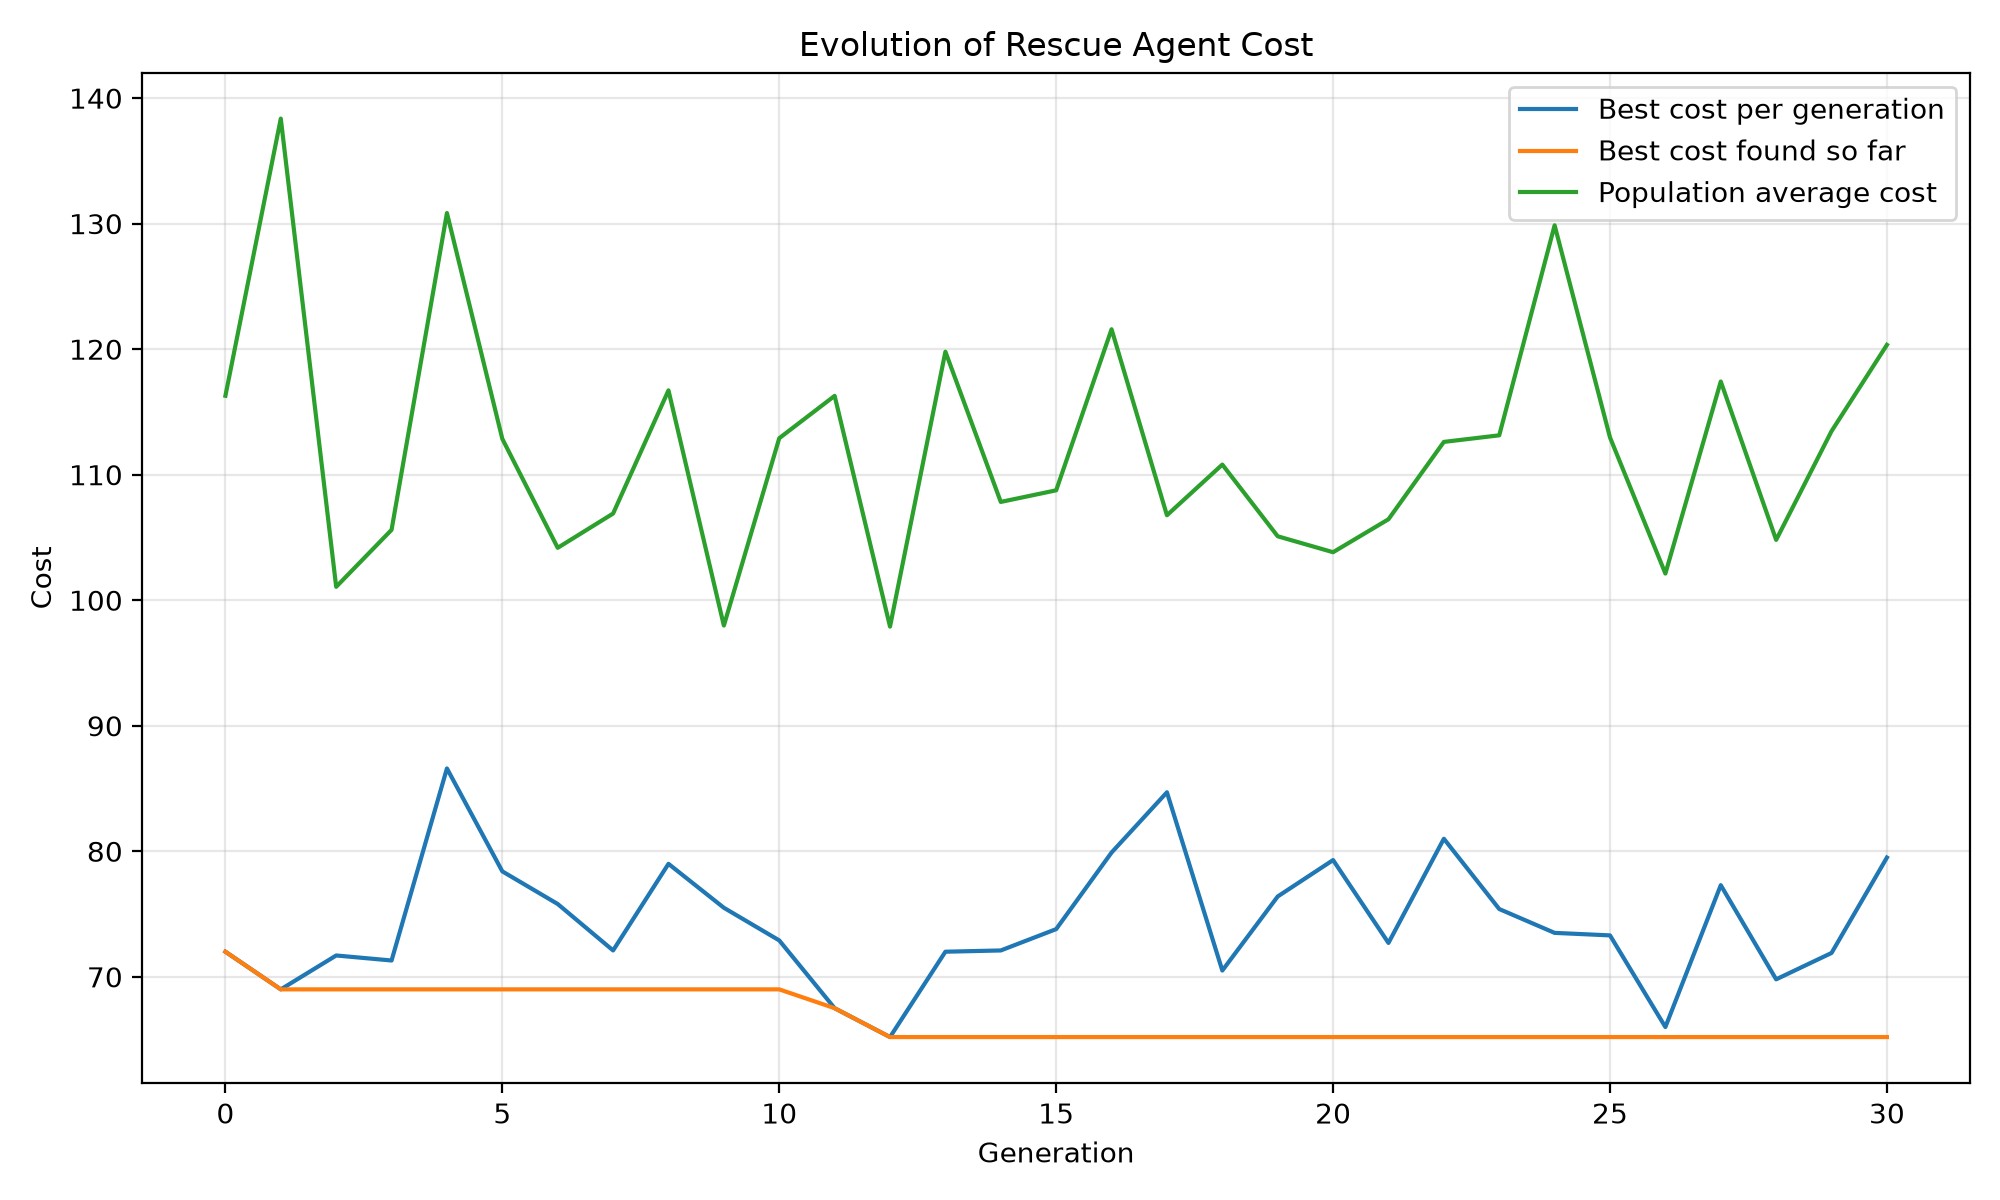 Evolution of Rescue Agent Cost
140
130
120
110
100
90
80
70
Cost
Best cost per generation
Best cost found so far
Population average cost
0 5 10 15 20 25 30
Generation